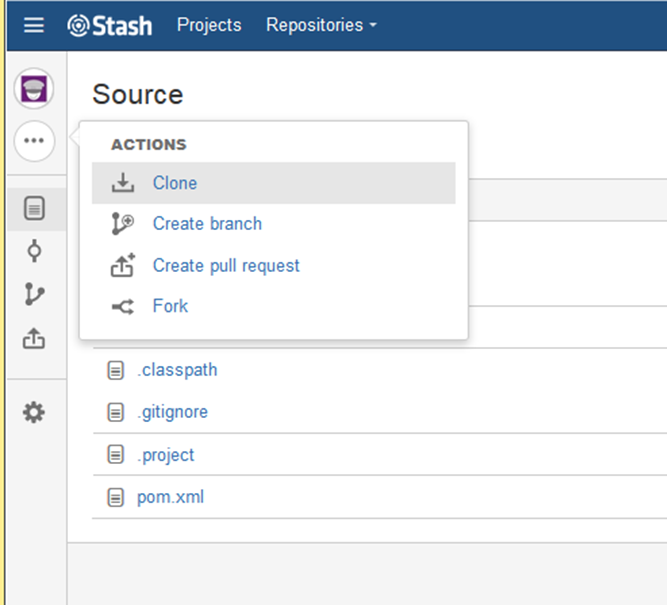 Stash Projects Repositories
Source
ACTIONS
Clone
Create branch
Create pull request
Fork
.classpath
.gitignore
.project
pom.xml